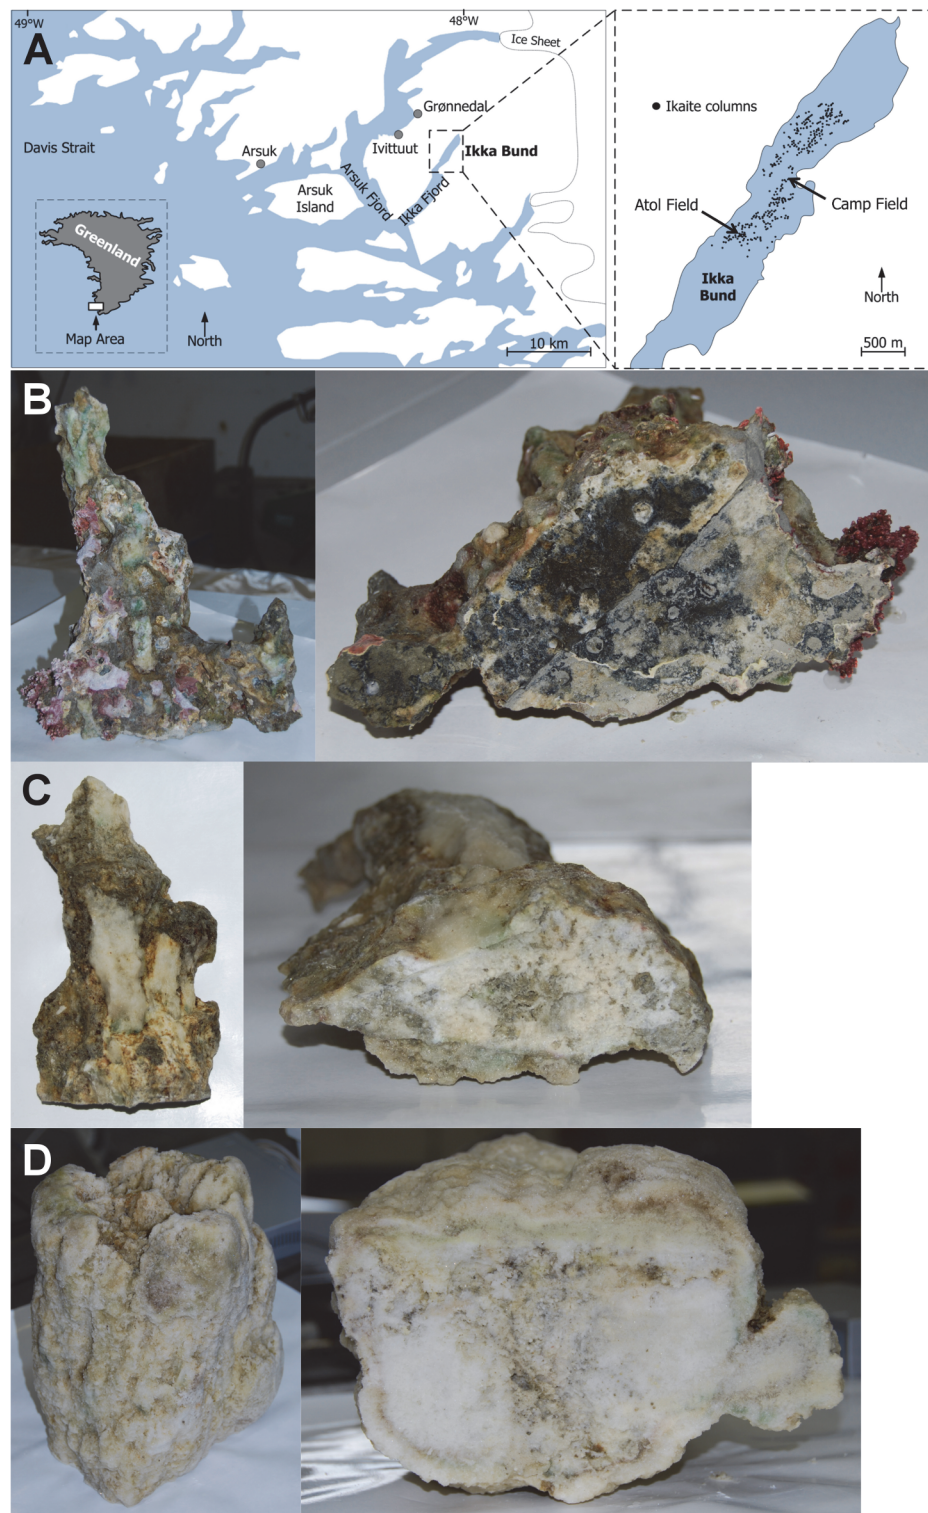 A
49°W
48°W
Ice Sheet
Grønnedal
Davis Strait
Arsuk
Ivittuut
Ikka Bund
Arsuk
Island
Arsuk Fjord
Ikka Fjord
Greenland
Map Area
North
10 km
Ikaite columns
Atol Field
Camp Field
Ikka
Bund
North
500 m
B
C
D